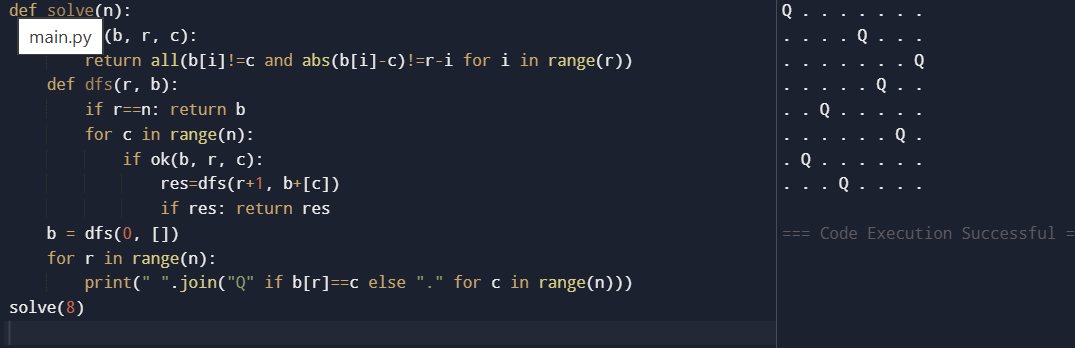 def solve(n):
main.py (b, r, c):
return all(b[i]!=c and abs(b[i]-c)!=r-i for i in range(r))
def dfs(r, b):
if r==n: return b
for c in range(n):
if ok(b, r, c):
res=dfs(r+1, b+[c])
if res: return res
b = dfs(0, [])
for r in range(n):
print(" ".join("Q" if b[r]==c else "." for c in range(n)))
solve(8)
Q . . . . . . .
. . . . Q . . .
. . . . . . . Q
. . . . . Q . .
. . Q . . . . .
. . . . . . Q .
. Q . . . . . .
. . . Q . . . .
=== Code Execution Successful =